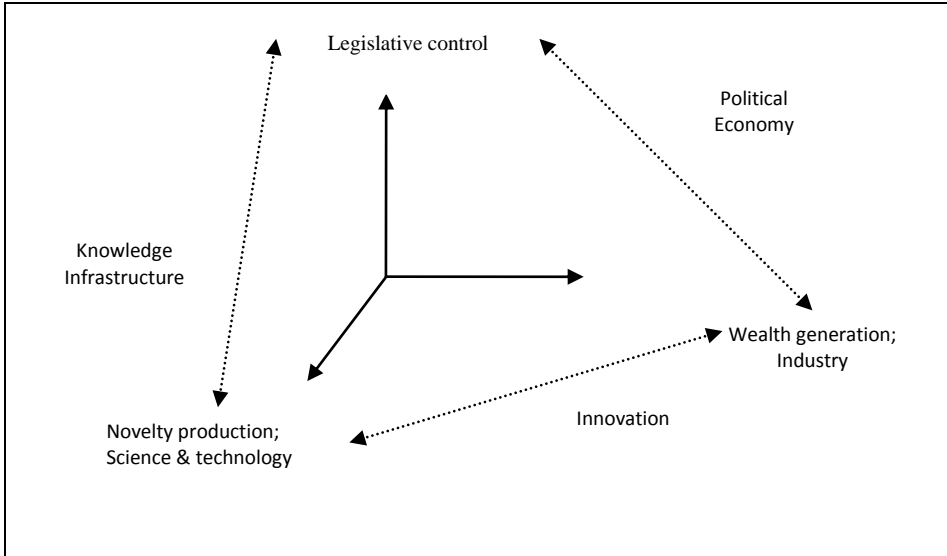 Legislative control
Political
Economy
Knowledge
Infrastructure
Wealth generation;
Industry
Innovation
Novelty production;
Science & technology